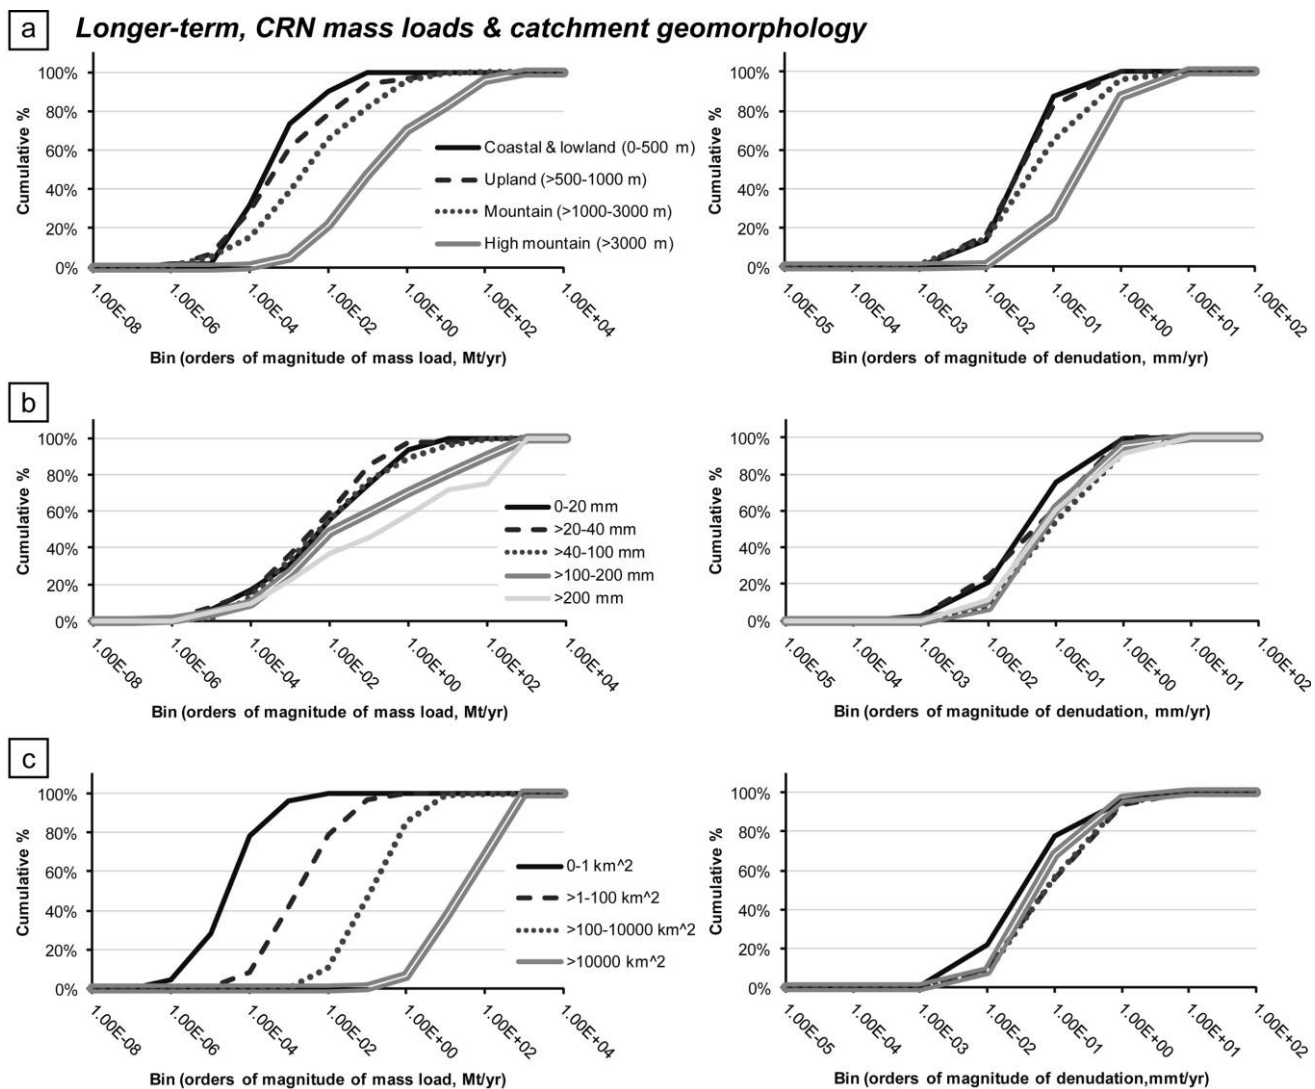 a Longer-term, CRN mass loads & catchment geomorphology
Cumulative %
100%
80%
60%
40%
20%
0%
Coastal & lowland (0-500 m)
Upland (>500-1000 m)
Mountain (>1000-3000 m)
High mountain (>3000 m)
1.00E-08
1.00E-06
1.00E-04
1.00E-02
1.00E+00
1.00E+02
1.00E+04
Bin (orders of magnitude of mass load, Mt/yr)
Cumulative %
100%
80%
60%
40%
20%
0%
1.00E-05
1.00E-04
1.00E-03
1.00E-02
1.00E-01
1.00E+00
1.00E+01
1.00E+02
Bin (orders of magnitude of denudation, mm/yr)
b
Cumulative %
100%
80%
60%
40%
20%
0%
0-20 mm
>20-40 mm
>40-100 mm
>100-200 mm
>200 mm
1.00E-08
1.00E-06
1.00E-04
1.00E-02
1.00E+00
1.00E+02
1.00E+04
Bin (orders of magnitude of mass load, Mt/yr)
Cumulative %
100%
80%
60%
40%
20%
0%
1.00E-05
1.00E-04
1.00E-03
1.00E-02
1.00E-01
1.00E+00
1.00E+01
1.00E+02
Bin (orders of magnitude of denudation, mm/yr)
c
Cumulative %
100%
80%
60%
40%
20%
0%
0-1 km^2
>1-100 km^2
>100-10000 km^2
>10000 km^2
1.00E-08
1.00E-06
1.00E-04
1.00E-02
1.00E+00
1.00E+02
1.00E+04
Bin (orders of magnitude of mass load, Mt/yr)
Cumulative %
100%
80%
60%
40%
20%
0%
1.00E-05
1.00E-04
1.00E-03
1.00E-02
1.00E-01
1.00E+00
1.00E+01
1.00E+02
Bin (orders of magnitude of denudation,mmt/yr)